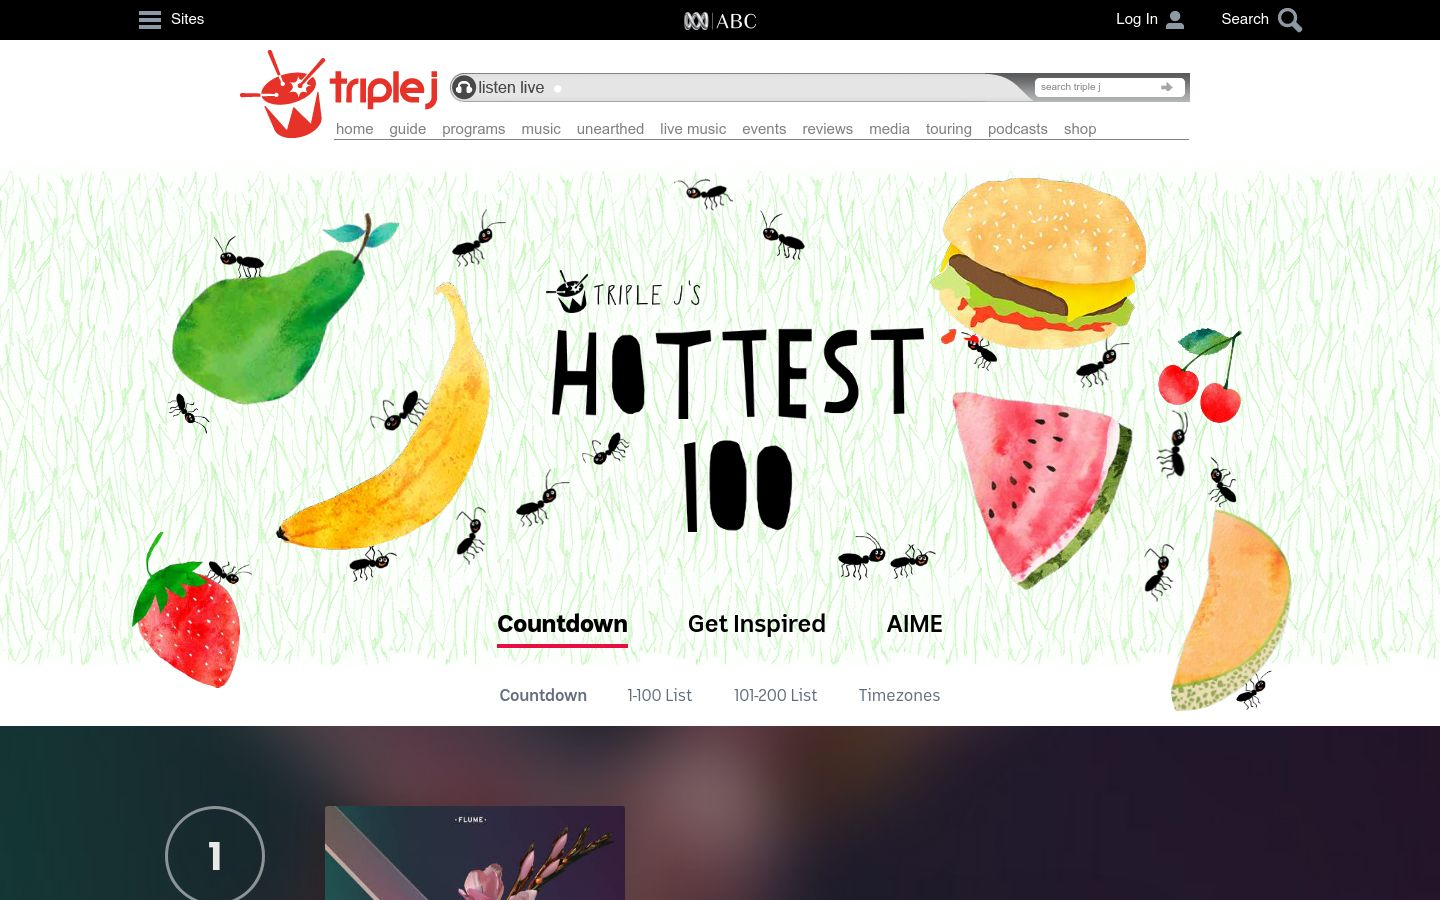 Sites
ABC
Log In
Search
triple j
listen live
search triple j
home guide programs music unearthed live music events reviews media touring podcasts shop
TRIPLE J'S
HOTTEST
100
Countdown Get Inspired AIME
Countdown 1-100 List 101-200 List Timezones
1
·FLUME·